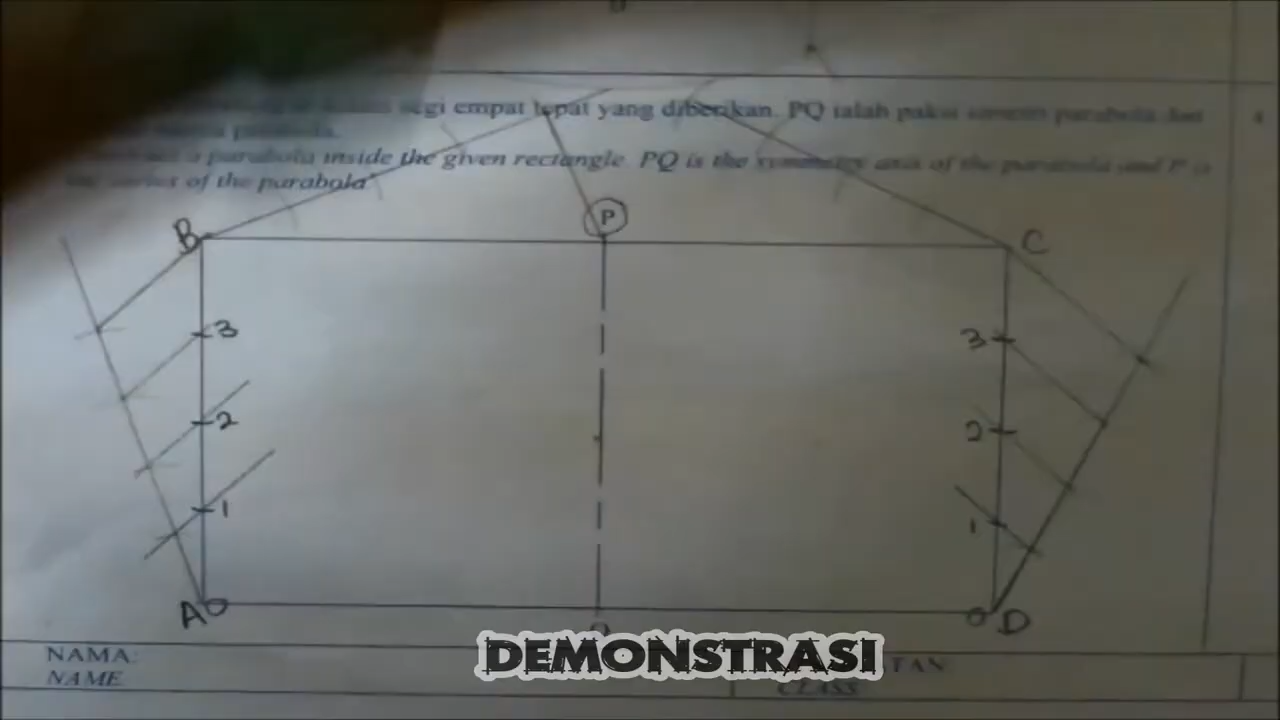 segi empat tepat yang diberikan. PQ ialah paksi simetri parabola dan
parabola.
a parabola inside the given rectangle. PQ is the symmetry axis of the parabola and P is
the vertex of the parabola
B
P
C
3
3
2
2
1
1
A
D
DEMONSTRASI
NAMA:
NAME
CLASS